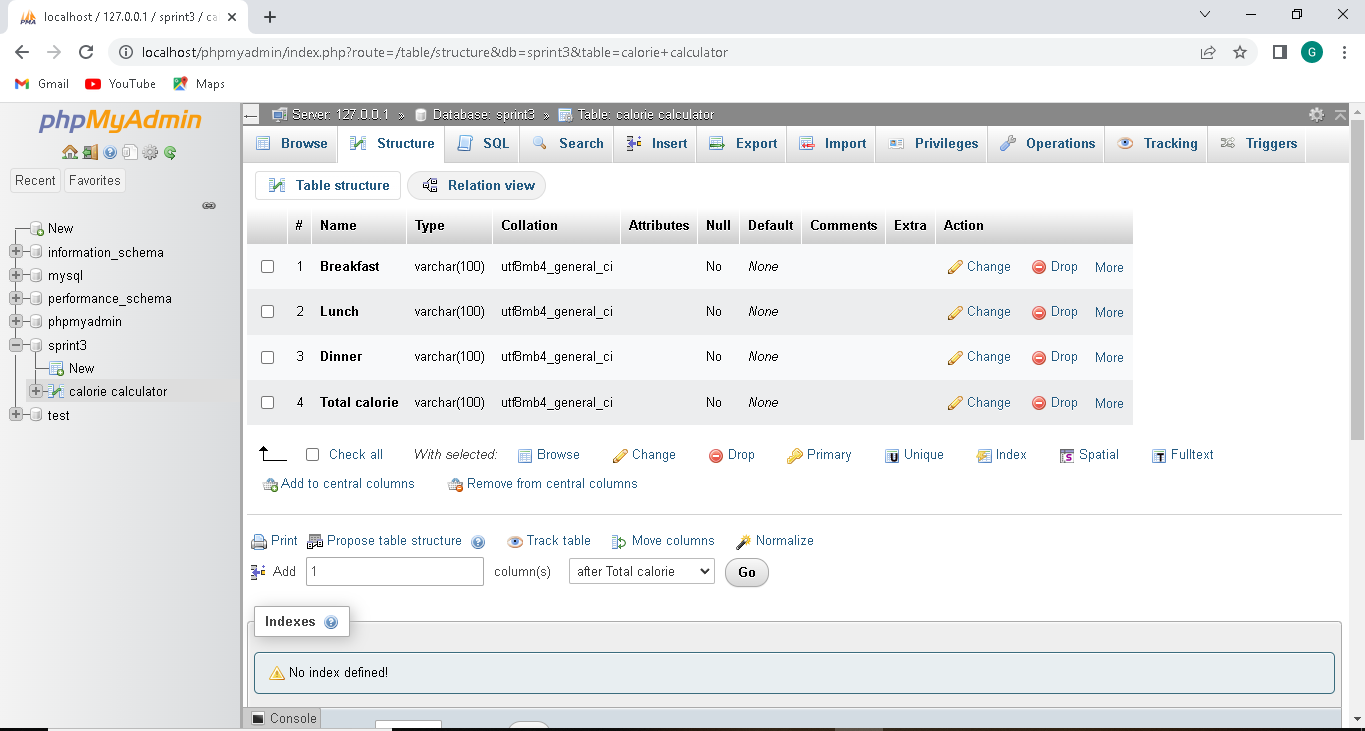 localhost / 127.0.0.1 / sprint3 / ca
localhost/phpmyadmin/index.php?route=/table/structure&db=sprint3&table=calorie+calculator
G
Gmail YouTube Maps
phpMyAdmin
Recent Favorites
New
information_schema
mysql
performance_schema
phpmyadmin
sprint3
New
calorie calculator
test
Server: 127.0.0.1 » Database: sprint3 » Table: calorie calculator
Browse Structure SQL Search Insert Export Import Privileges Operations Tracking Triggers
Table structure Relation view
# Name Type Collation Attributes Null Default Comments Extra Action
1 Breakfast varchar(100) utf8mb4_general_ci No None Change Drop More
2 Lunch varchar(100) utf8mb4_general_ci No None Change Drop More
3 Dinner varchar(100) utf8mb4_general_ci No None Change Drop More
4 Total calorie varchar(100) utf8mb4_general_ci No None Change Drop More
Check all With selected: Browse Change Drop Primary Unique Index Spatial Fulltext
Add to central columns Remove from central columns
Print Propose table structure Track table Move columns Normalize
Add 1 column(s) after Total calorie Go
Indexes
No index defined!
Console